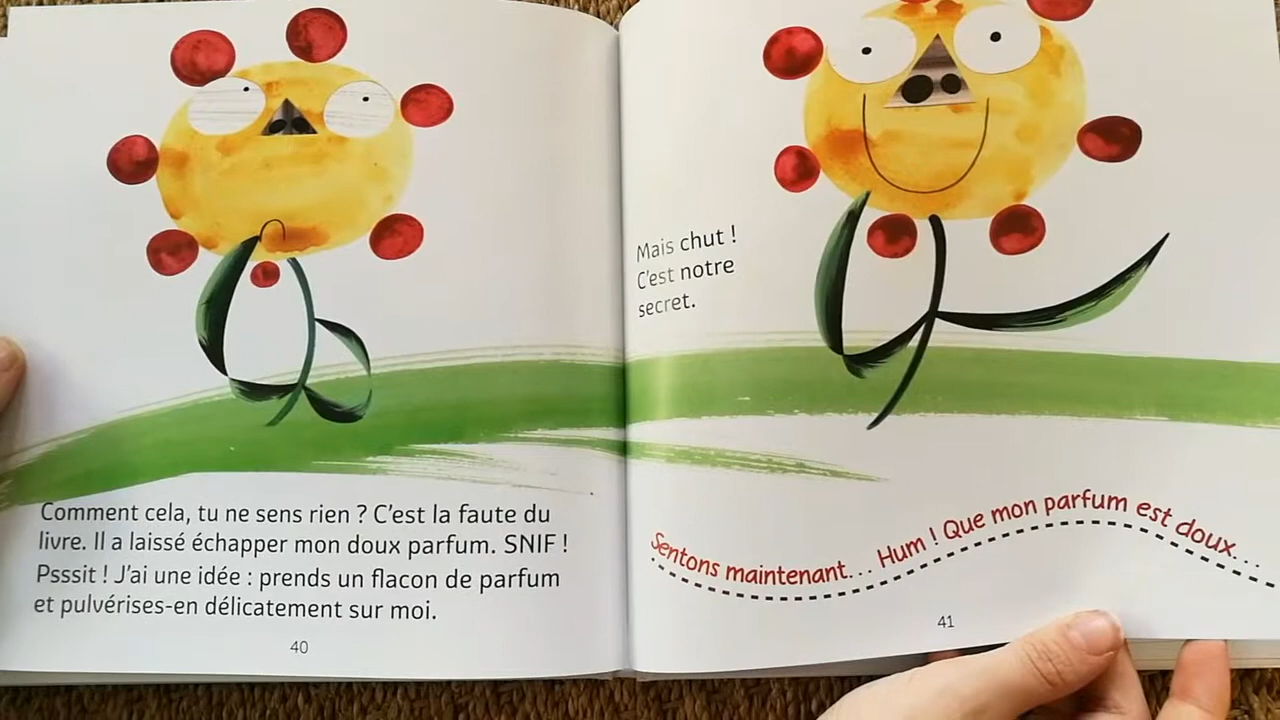 Comment cela, tu ne sens rien ? C'est la faute du
livre. Il a laissé échapper mon doux parfum. SNIF !
Psssit ! J'ai une idée : prends un flacon de parfum
et pulvérises-en délicatement sur moi.
40
Mais chut !
C'est notre
secret.
Sentons maintenant... Hum ! Que mon parfum est doux...
41